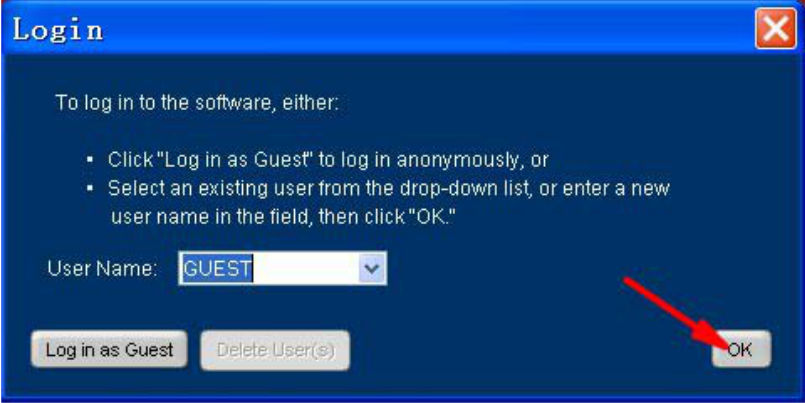 Login
To log in to the software, either:
▪ Click "Log in as Guest" to log in anonymously, or
▪ Select an existing user from the drop-down list, or enter a new
user name in the field, then click "OK."
User Name: GUEST
Log in as Guest Delete User(s) OK